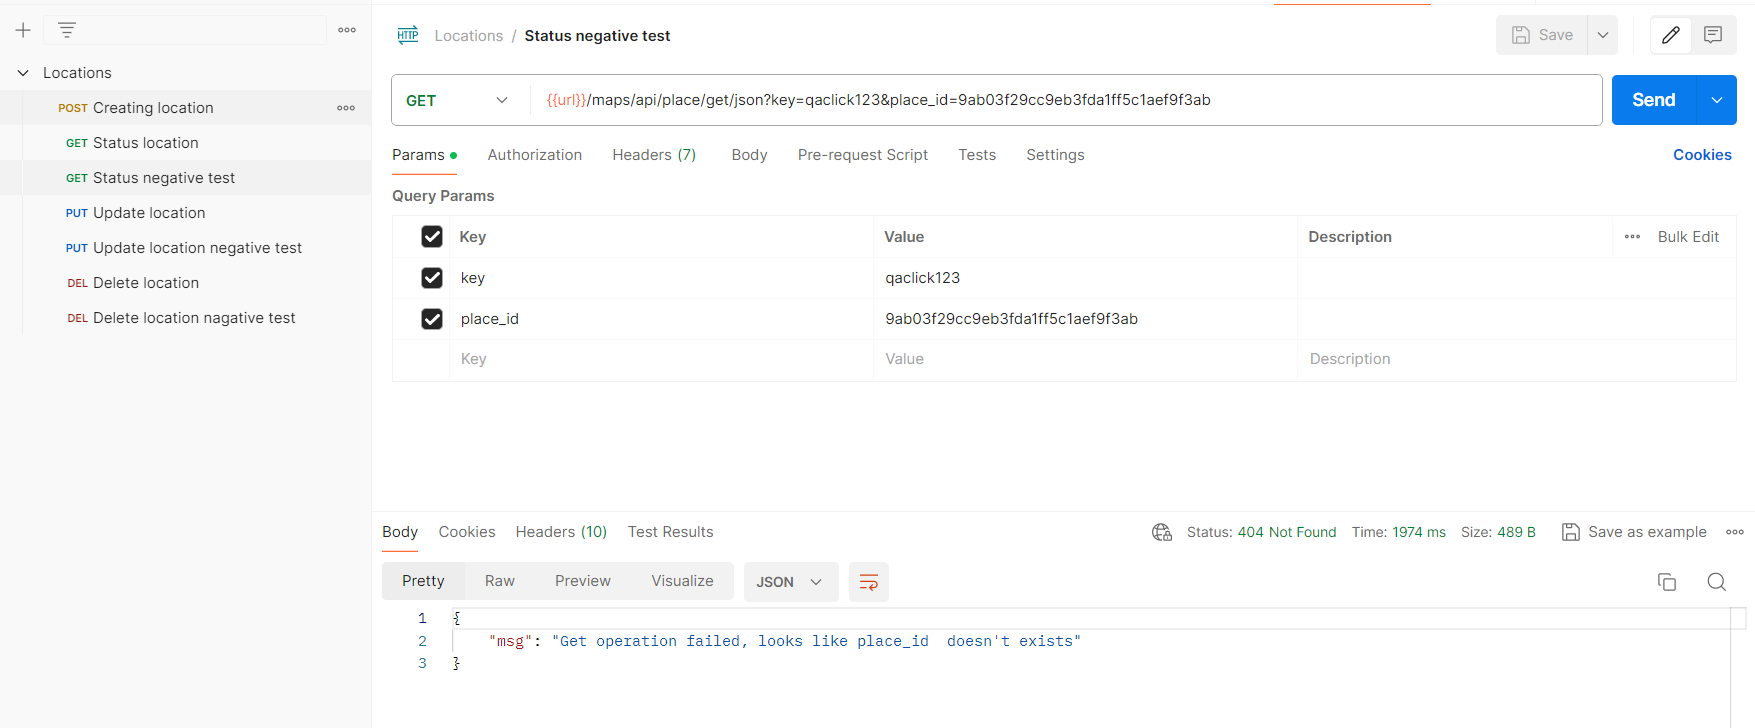 Locations / Status negative test
Save
Locations
POST Creating location
GET Status location
GET Status negative test
PUT Update location
PUT Update location negative test
DEL Delete location
DEL Delete location nagative test
HTTP
GET
{{url}}/maps/api/place/get/json?key=qaclick123&place_id=9ab03f29cc9eb3fda1ff5c1aef9f3ab
Send
Params Authorization Headers (7) Body Pre-request Script Tests Settings Cookies
Query Params
Key Value Description Bulk Edit
key qaclick123
place_id 9ab03f29cc9eb3fda1ff5c1aef9f3ab
Key Value Description
Body Cookies Headers (10) Test Results Status: 404 Not Found Time: 1974 ms Size: 489 B Save as example
Pretty Raw Preview Visualize JSON
1 {
2 "msg": "Get operation failed, looks like place_id  doesn't exists"
3 }